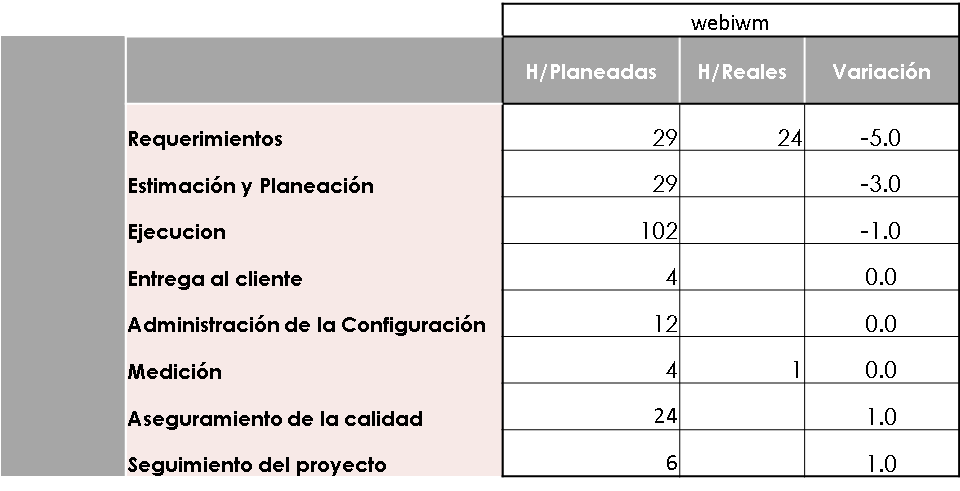 webiwm
H/Planeadas H/Reales Variación
Requerimientos 29 24 -5.0
Estimación y Planeación 29 -3.0
Ejecucion 102 -1.0
Entrega al cliente 4 0.0
Administración de la Configuración 12 0.0
Medición 4 1 0.0
Aseguramiento de la calidad 24 1.0
Seguimiento del proyecto 6 1.0